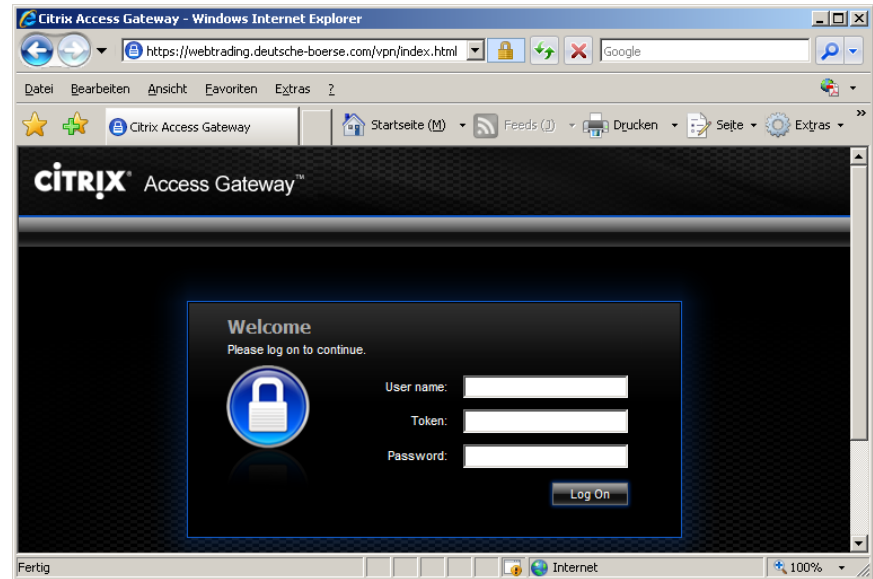 Citrix Access Gateway - Windows Internet Explorer
https://webtrading.deutsche-boerse.com/vpn/index.html
Google
Datei Bearbeiten Ansicht Favoriten Extras ?
Citrix Access Gateway
Startseite (M) Feeds (J) Drucken Seite Extras »
CITRIX® Access Gateway™
Welcome
Please log on to continue.
User name:
Token:
Password:
Log On
Fertig Internet 100%